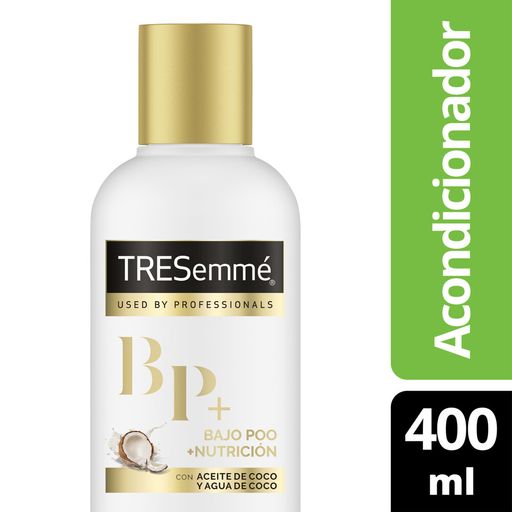 TRESemmé®
USED BY PROFESSIONALS
BP+
BAJO POO
+NUTRICIÓN
CON ACEITE DE COCO
Y AGUA DE COCO
Acondicionador
400
ml